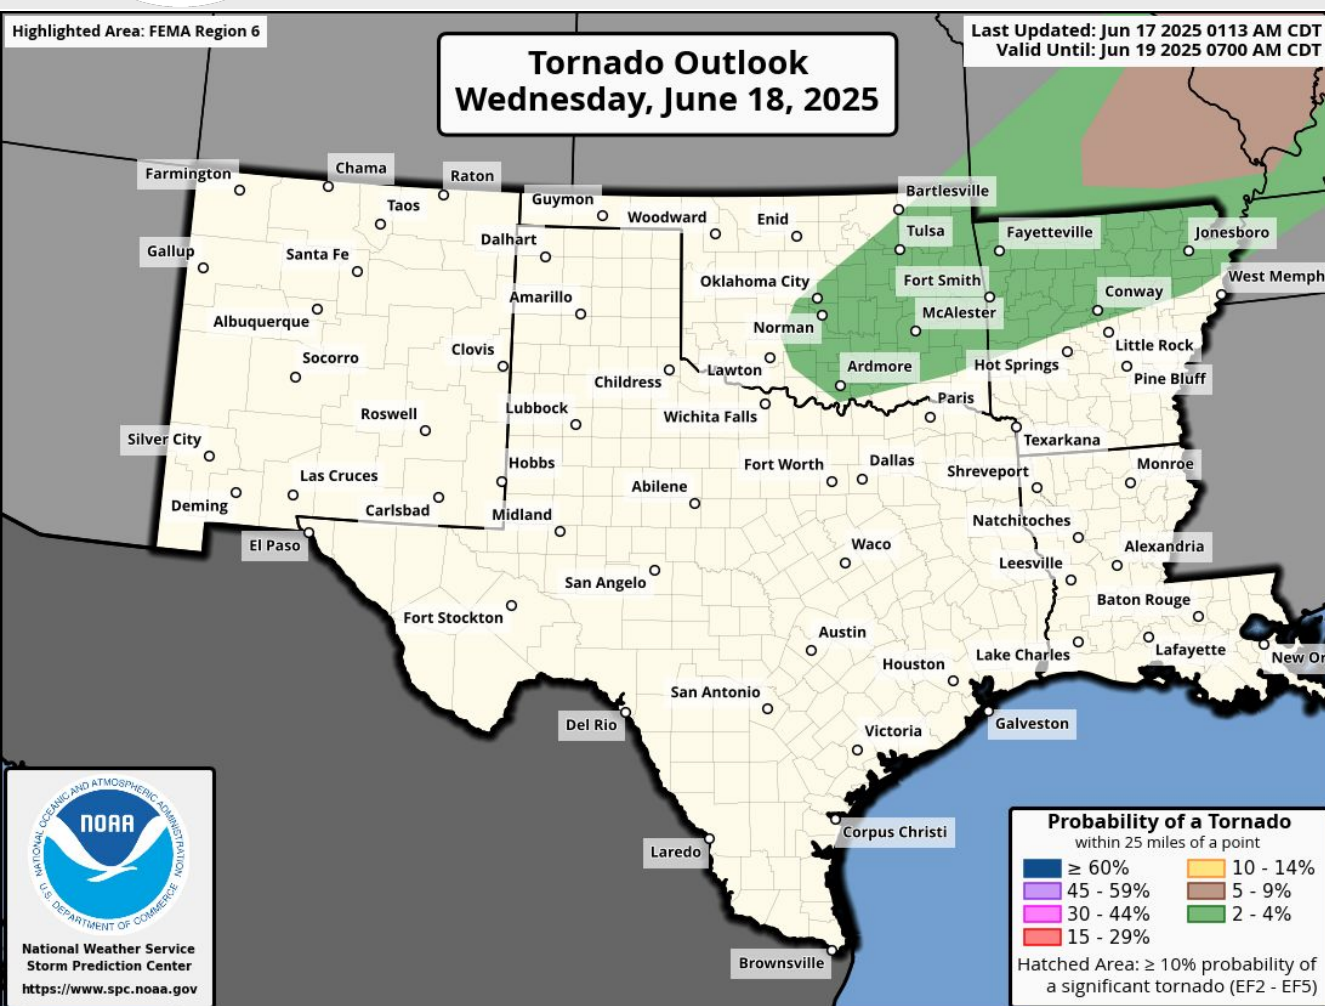 Highlighted Area: FEMA Region 6
Last Updated: Jun 17 2025 0113 AM CDT
Valid Until: Jun 19 2025 0700 AM CDT
Tornado Outlook
Wednesday, June 18, 2025
Farmington
Chama
Raton
Taos
Guymon
Woodward
Enid
Bartlesville
Tulsa
Fayetteville
Jonesboro
Gallup
Santa Fe
Dalhart
Oklahoma City
Fort Smith
West Memph
Amarillo
Conway
Albuquerque
Norman
McAlester
Socorro
Clovis
Childress
Lawton
Ardmore
Hot Springs
Little Rock
Pine Bluff
Roswell
Lubbock
Wichita Falls
Paris
Silver City
Texarkana
Las Cruces
Hobbs
Fort Worth
Dallas
Shreveport
Monroe
Deming
Carlsbad
Midland
Abilene
Natchitoches
El Paso
Waco
Alexandria
San Angelo
Leesville
Fort Stockton
Baton Rouge
Austin
Lake Charles
Lafayette
New Or
Houston
San Antonio
Del Rio
Galveston
Victoria
Corpus Christi
Laredo
Brownsville
NATIONAL OCEANIC AND ATMOSPHERIC ADMINISTRATION
NOAA
U.S. DEPARTMENT OF COMMERCE
National Weather Service
Storm Prediction Center
https://www.spc.noaa.gov
Probability of a Tornado
within 25 miles of a point
≥ 60%
10 - 14%
45 - 59%
5 - 9%
30 - 44%
2 - 4%
15 - 29%
Hatched Area: ≥ 10% probability of
a significant tornado (EF2 - EF5)